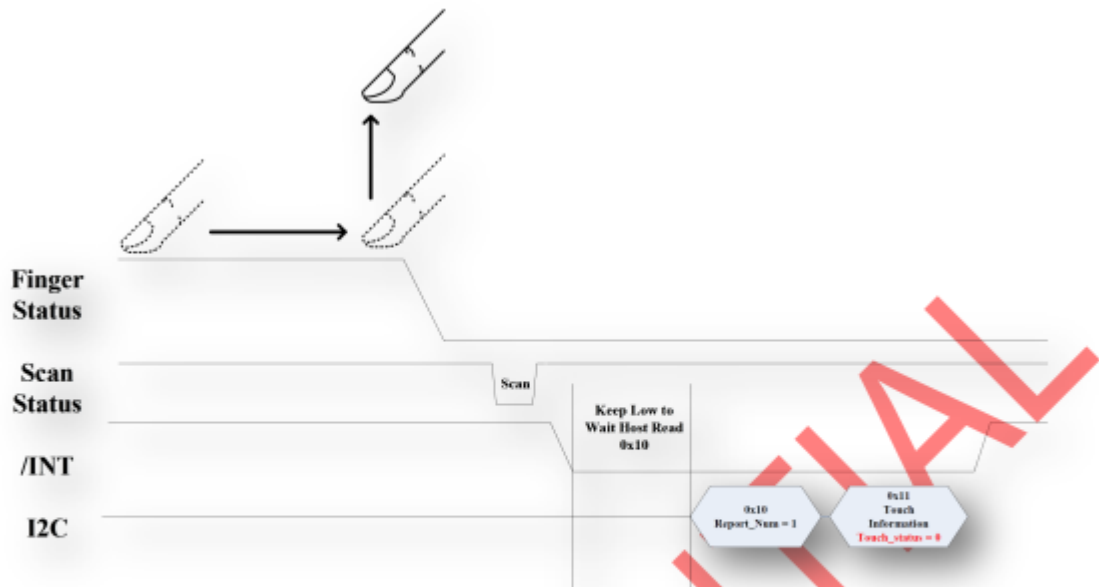 Finger
Status
Scan
Status
Scan
Keep Low to
Wait Host Read
0x10
/INT
I2C
0x10
Report_Num = 1
0x11
Touch
Information
Touch_status = 0
TIAL